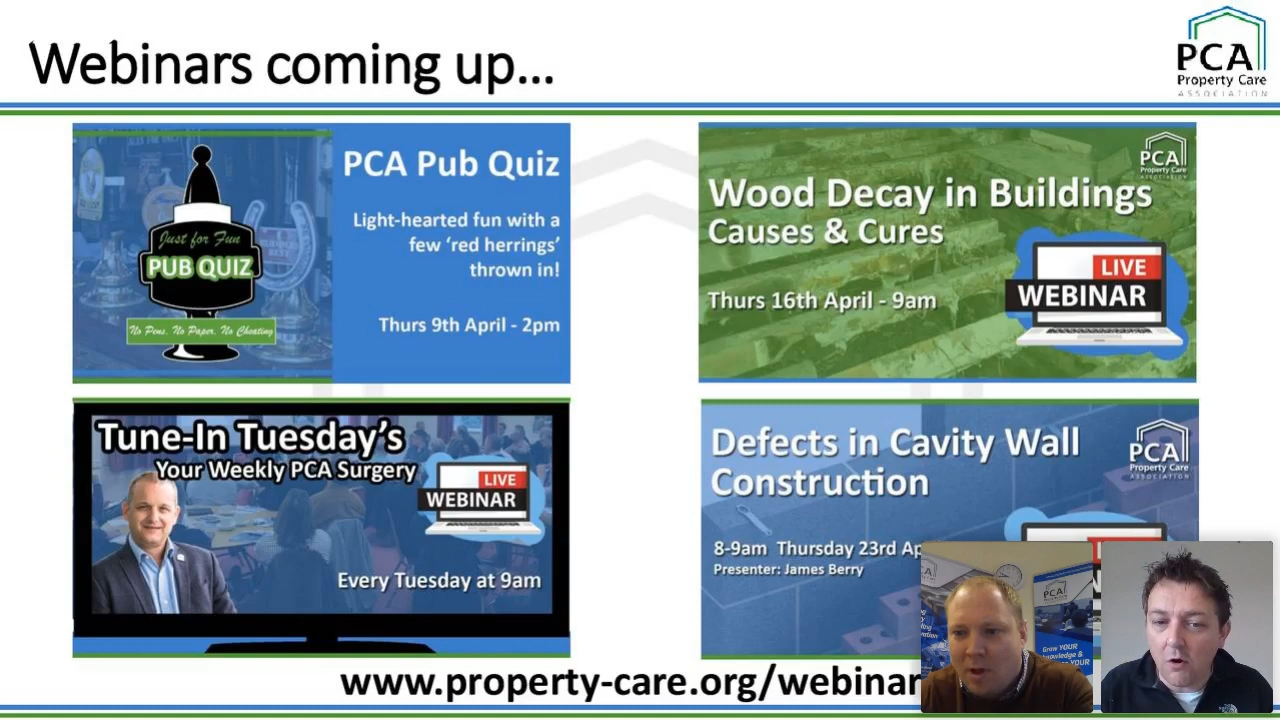 Webinars coming up...
PCA
Property Care
ASSOCIATION
PCA Pub Quiz
Light-hearted fun with a
few ‘red herrings’
thrown in!
Thurs 9th April - 2pm
Just for Fun
PUB QUIZ
No Pens, No Paper, No Cheating
PCA
Property Care
ASSOCIATION
Wood Decay in Buildings
Causes & Cures
Thurs 16th April - 9am
LIVE
WEBINAR
Tune-In Tuesday’s
Your Weekly PCA Surgery
LIVE
WEBINAR
Every Tuesday at 9am
Defects in Cavity Wall
Construction
PCA
Property Care
ASSOCIATION
8-9am Thursday 23rd Ap
Presenter: James Berry
www.property-care.org/webinar
PCA
Grow YOUR